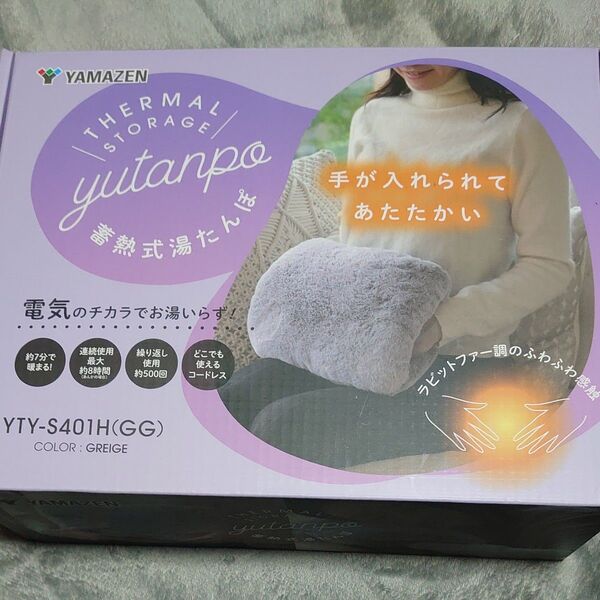 YAMAZEN
THERMAL
STORAGE
yutanpo
蓄熱式湯たんぽ
手が入れられて
あたたかい
電気のチカラでお湯いらず!
約7分で
暖まる!
連続使用
最大
約8時間
繰り返し
使用
約500回
どこでも
使える
コードレス
ラビットファー調のふわふわ感触
YTY-S401H(GG)
COLOR : GREIGE
YAMAZEN
THERMAL
yutanpo